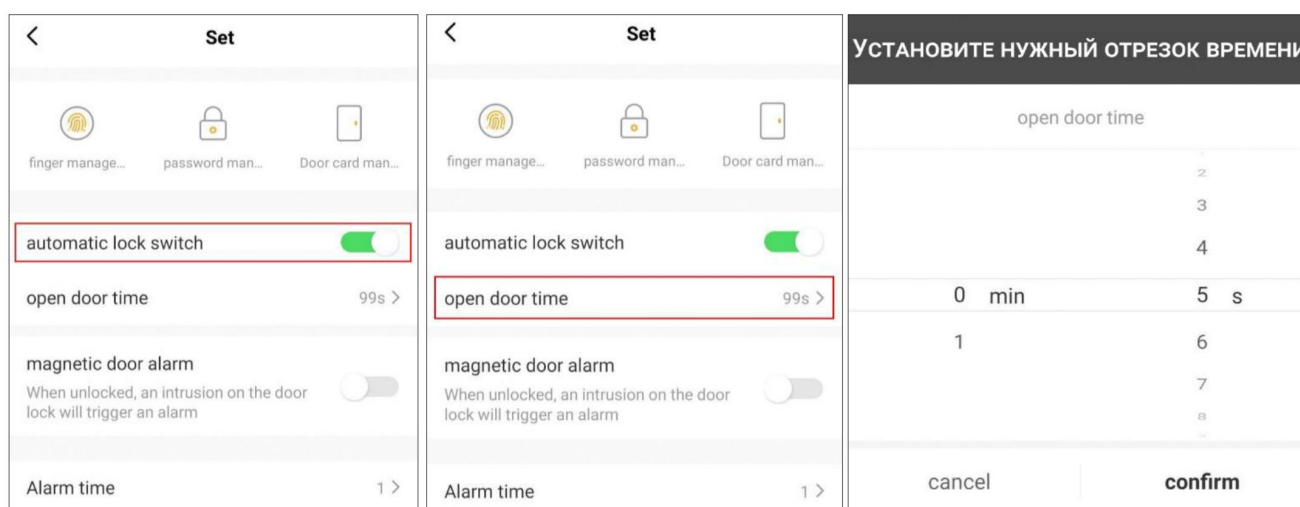 Set
finger manage...
password man...
Door card man...
automatic lock switch
open door time
99s
magnetic door alarm
When unlocked, an intrusion on the door
lock will trigger an alarm
Alarm time
1
Set
finger manage...
password man...
Door card man...
automatic lock switch
open door time
99s
magnetic door alarm
When unlocked, an intrusion on the door
lock will trigger an alarm
Alarm time
1
УСТАНОВИТЕ НУЖНЫЙ ОТРЕЗОК ВРЕМЕНИ
open door time
2
3
4
0 min 5 s
1 6
7
8
cancel confirm